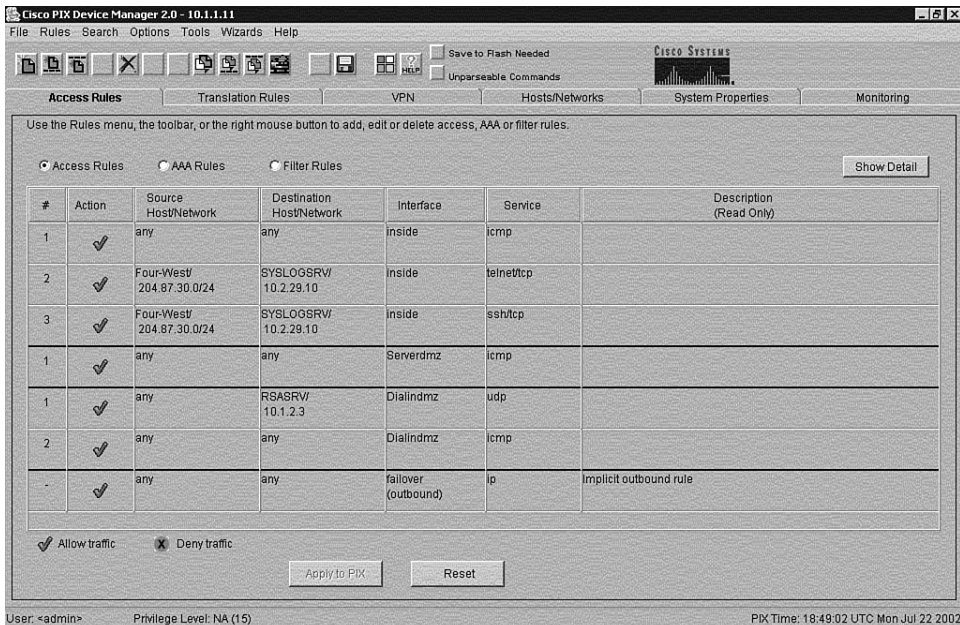 Cisco PIX Device Manager 2.0 - 10.1.1.11
File Rules Search Options Tools Wizards Help
Save to Flash Needed
Unparseable Commands
HELP
CISCO SYSTEMS
Access Rules Translation Rules VPN Hosts/Networks System Properties Monitoring
Use the Rules menu, the toolbar, or the right mouse button to add, edit or delete access, AAA or filter rules.
Access Rules AAA Rules Filter Rules Show Detail
# Action Source Host/Network Destination Host/Network Interface Service Description (Read Only)
1 any any inside icmp
2 Four-West/ 204.87.30.0/24 SYSLOGSRV/ 10.2.29.10 inside telnet/tcp
3 Four-West/ 204.87.30.0/24 SYSLOGSRV/ 10.2.29.10 inside ssh/tcp
1 any any Serverdmz icmp
1 any RSASRV/ 10.1.2.3 Dialindmz udp
2 any any Dialindmz icmp
- any any failover (outbound) ip Implicit outbound rule
Allow traffic X Deny traffic
Apply to PIX Reset
User: <admin> Privilege Level: NA (15) PIX Time: 18:49:02 UTC Mon Jul 22 2002